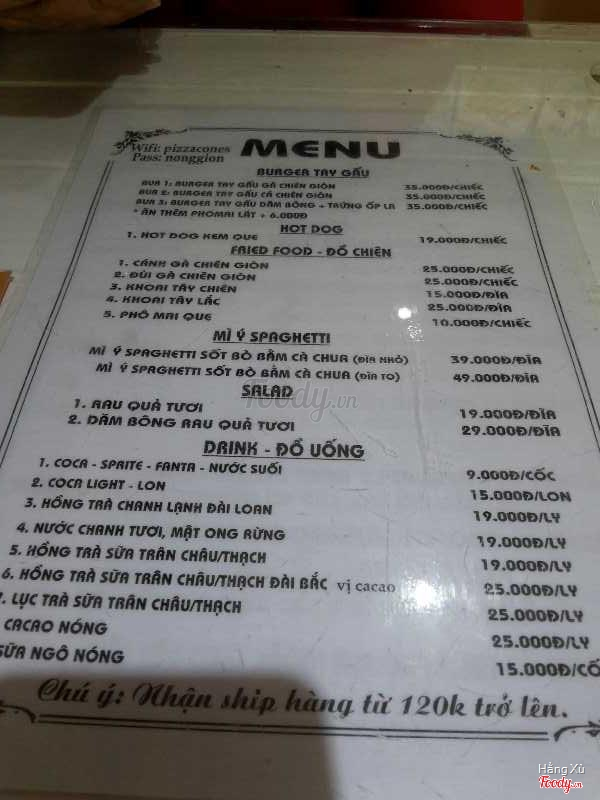 Wifi: pizzacones
Pass: nonggion
MENU
BURGER TAY GẤU
BUR 1: BURGER TAY GẤU GÀ CHIÊN GIÒN 35.000Đ/CHIẾC
BUR 2: BURGER TAY GẤU CÁ CHIÊN GIÒN 35.000Đ/CHIẾC
BUR 3: BURGER TAY GẤU DĂM BÔNG + TRỨNG ỐP LA 35.000Đ/CHIẾC
* ĂN THÊM PHOMAI LÁT + 6.000Đ
HOT DOG
1. HOT DOG KEM QUE 19.000Đ/CHIẾC
FRIED FOOD - ĐỒ CHIÊN
1. CÁNH GÀ CHIÊN GIÒN 25.000Đ/CHIẾC
2. ĐÙI GÀ CHIÊN GIÒN 25.000Đ/CHIẾC
3. KHOAI TÂY CHIÊN 15.000Đ/ĐĨA
4. KHOAI TÂY LẮC 25.000Đ/ĐĨA
5. PHÔ MAI QUE 10.000Đ/CHIẾC
MÌ Ý SPAGHETTI
MÌ Ý SPAGHETTI SỐT BÒ BẰM CÀ CHUA (ĐĨA NHỎ) 39.000Đ/ĐĨA
MÌ Ý SPAGHETTI SỐT BÒ BẰM CÀ CHUA (ĐĨA TO) 49.000Đ/ĐĨA
SALAD
1. RAU QUẢ TƯƠI 19.000Đ/ĐĨA
2. DĂM BÔNG RAU QUẢ TƯƠI 29.000Đ/ĐĨA
foody.vn
DRINK - ĐỒ UỐNG
1. COCA - SPRITE - FANTA - NƯỚC SUỐI 9.000Đ/CỐC
2. COCA LIGHT - LON 15.000Đ/LON
3. HỒNG TRÀ CHANH LẠNH ĐÀI LOAN 19.000Đ/LY
4. NƯỚC CHANH TƯƠI, MẬT ONG RỪNG 19.000Đ/LY
5. HỒNG TRÀ SỮA TRÂN CHÂU/THẠCH 19.000Đ/LY
6. HỒNG TRÀ SỮA TRÂN CHÂU/THẠCH ĐÀI BẮC vị cacao 25.000Đ/LY
7. LỤC TRÀ SỮA TRÂN CHÂU/THẠCH 25.000Đ/LY
CACAO NÓNG 25.000Đ/LY
SỮA NGÔ NÓNG 15.000Đ/CỐ
Chú ý: Nhận ship hàng từ 120k trở lên.
Hằng Xù
Foody.vn